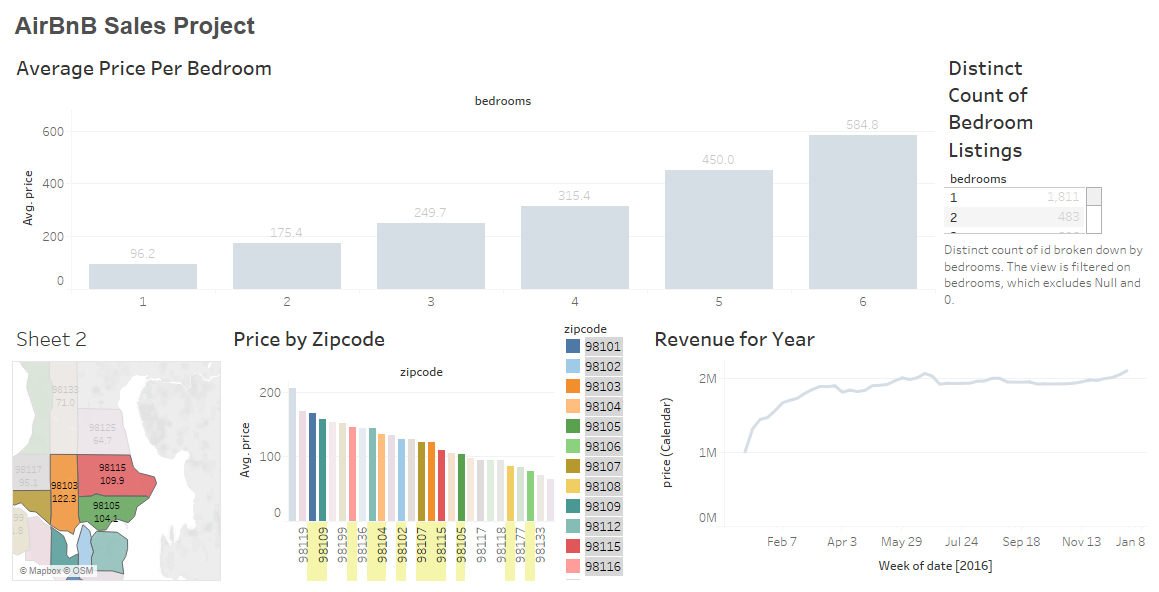 AirBnB Sales Project
Average Price Per Bedroom
bedrooms
Avg. price
600
400
200
0
96.2
175.4
249.7
315.4
450.0
584.8
1
2
3
4
5
6
Distinct
Count of
Bedroom
Listings
bedrooms
1 1,811
2 483
Distinct count of id broken down by
bedrooms. The view is filtered on
bedrooms, which excludes Null and
0.
Sheet 2
98133
71.0
98125
64.7
98117
95.1
98115
109.9
98103
122.3
98105
104.1
© Mapbox © OSM
Price by Zipcode
zipcode
Avg. price
200
100
0
98119
98109
98199
98136
98104
98102
98107
98115
98105
98117
98118
98177
98133
zipcode
98101
98102
98103
98104
98105
98106
98107
98108
98109
98112
98115
98116
Revenue for Year
price (Calendar)
2M
1M
0M
Feb 7
Apr 3
May 29
Jul 24
Sep 18
Nov 13
Jan 8
Week of date [2016]